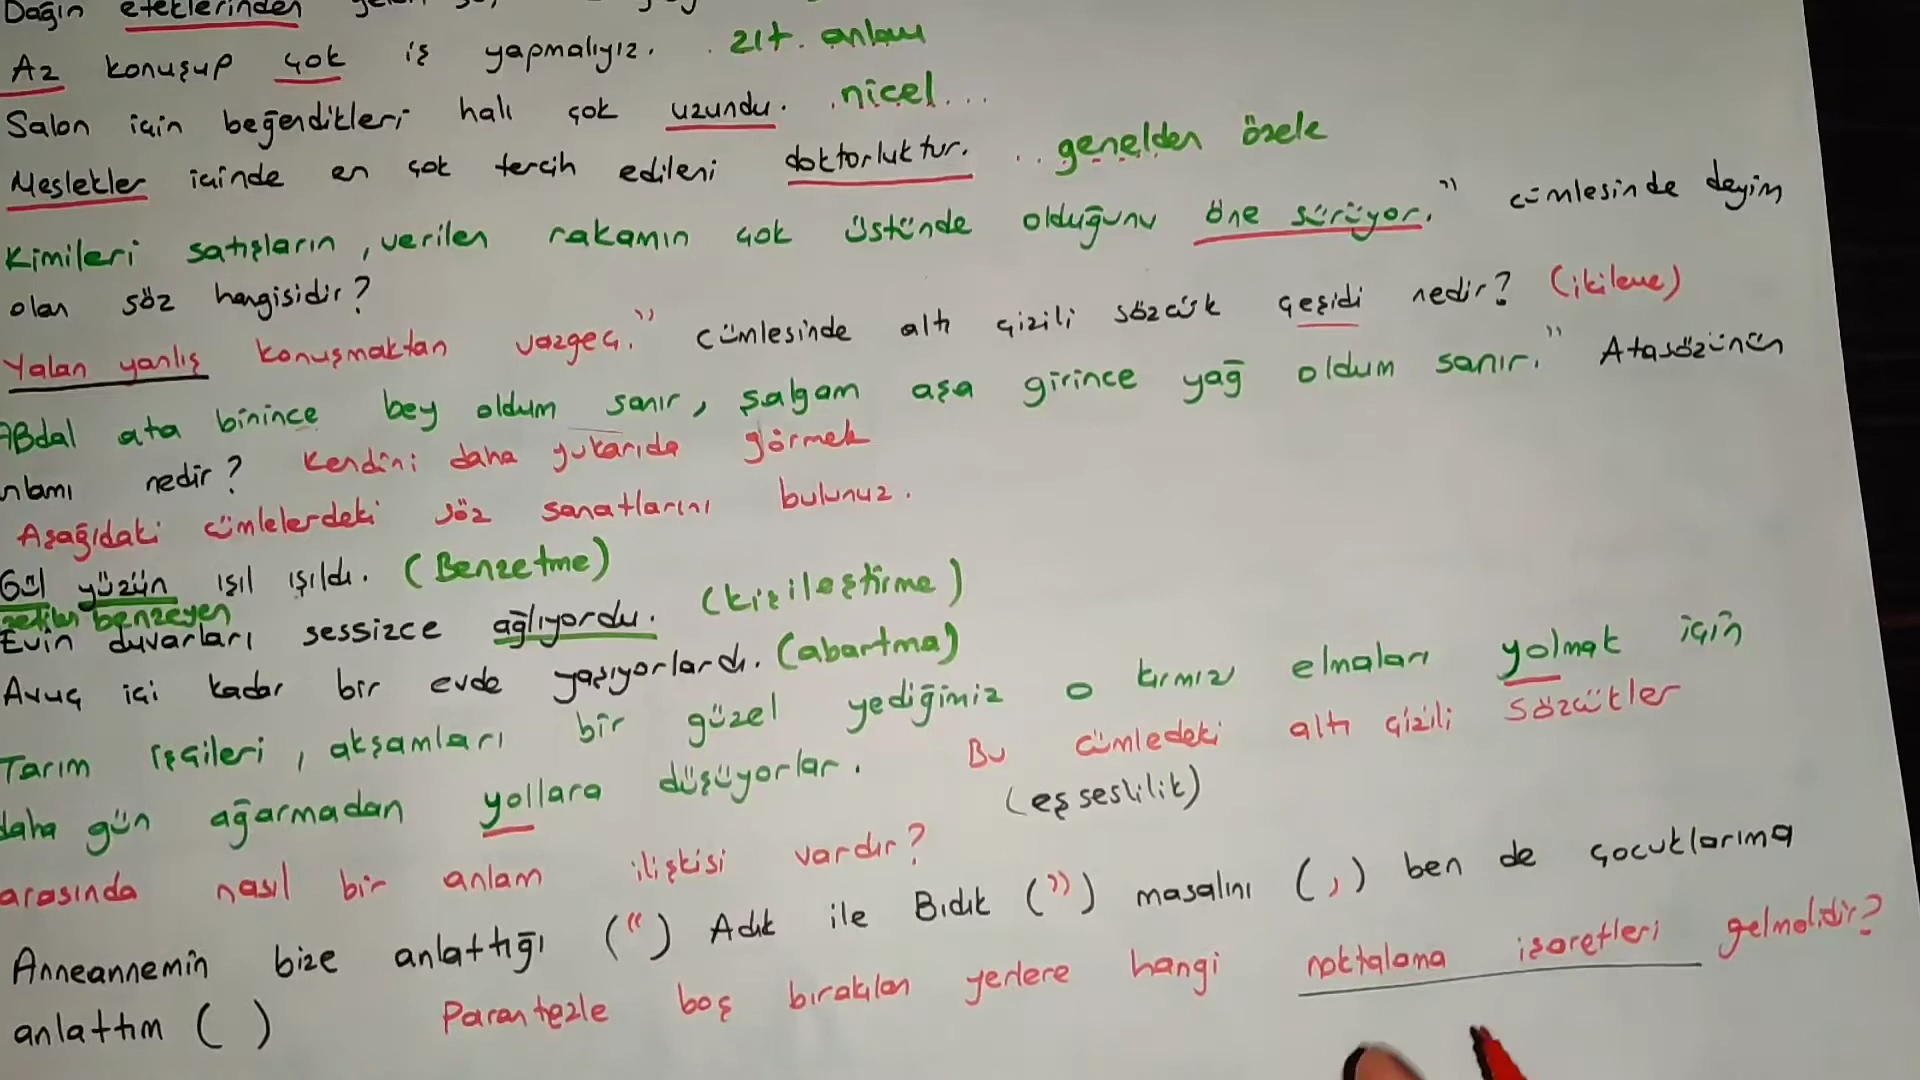 Dağın eteklerinden
Az konuşup çok iş yapmalıyız. . zıt. anlam
Salon için beğendikleri halı çok uzundu. .nicel...
Meslekler içinde en çok tercih edileni doktorluktur. .. genelden özele
Kimileri satışların, verilen rakamın çok üstünde olduğunu öne sürüyor." cümlesinde deyim
olan söz hangisidir?
Yalan yanlış konuşmaktan vazgeç." cümlesinde altı çizili sözcük çeşidi nedir? (ikileme)
ABdal ata binince bey oldum sanır, şalgam aşa girince yağ oldum sanır." Atasözünün
nlamı nedir? Kendini daha yukarıda görmek
Aşağıdaki cümlelerdeki söz sanatlarını bulunuz.
Gül yüzün ışıl ışıldı. (Benzetme)
benzeyen
Evin duvarları sessizce ağlıyordu. (kişileştirme)
Avuç içi kadar bir evde yaşıyorlardı. (abartma)
Tarım işçileri, akşamları bir güzel yediğimiz o kırmızı elmaları yolmak için
daha gün ağarmadan yollara düşüyorlar. Bu cümledeki altı çizili sözcükler
arasında nasıl bir anlam ilişkisi vardır? (eş seslilik)
Anneannemin bize anlattığı (") Adık ile Bıdık (") masalını (,) ben de çocuklarıma
anlattım ( ) Parantezle boş bırakılan yerlere hangi noktalama işaretleri gelmelidir?